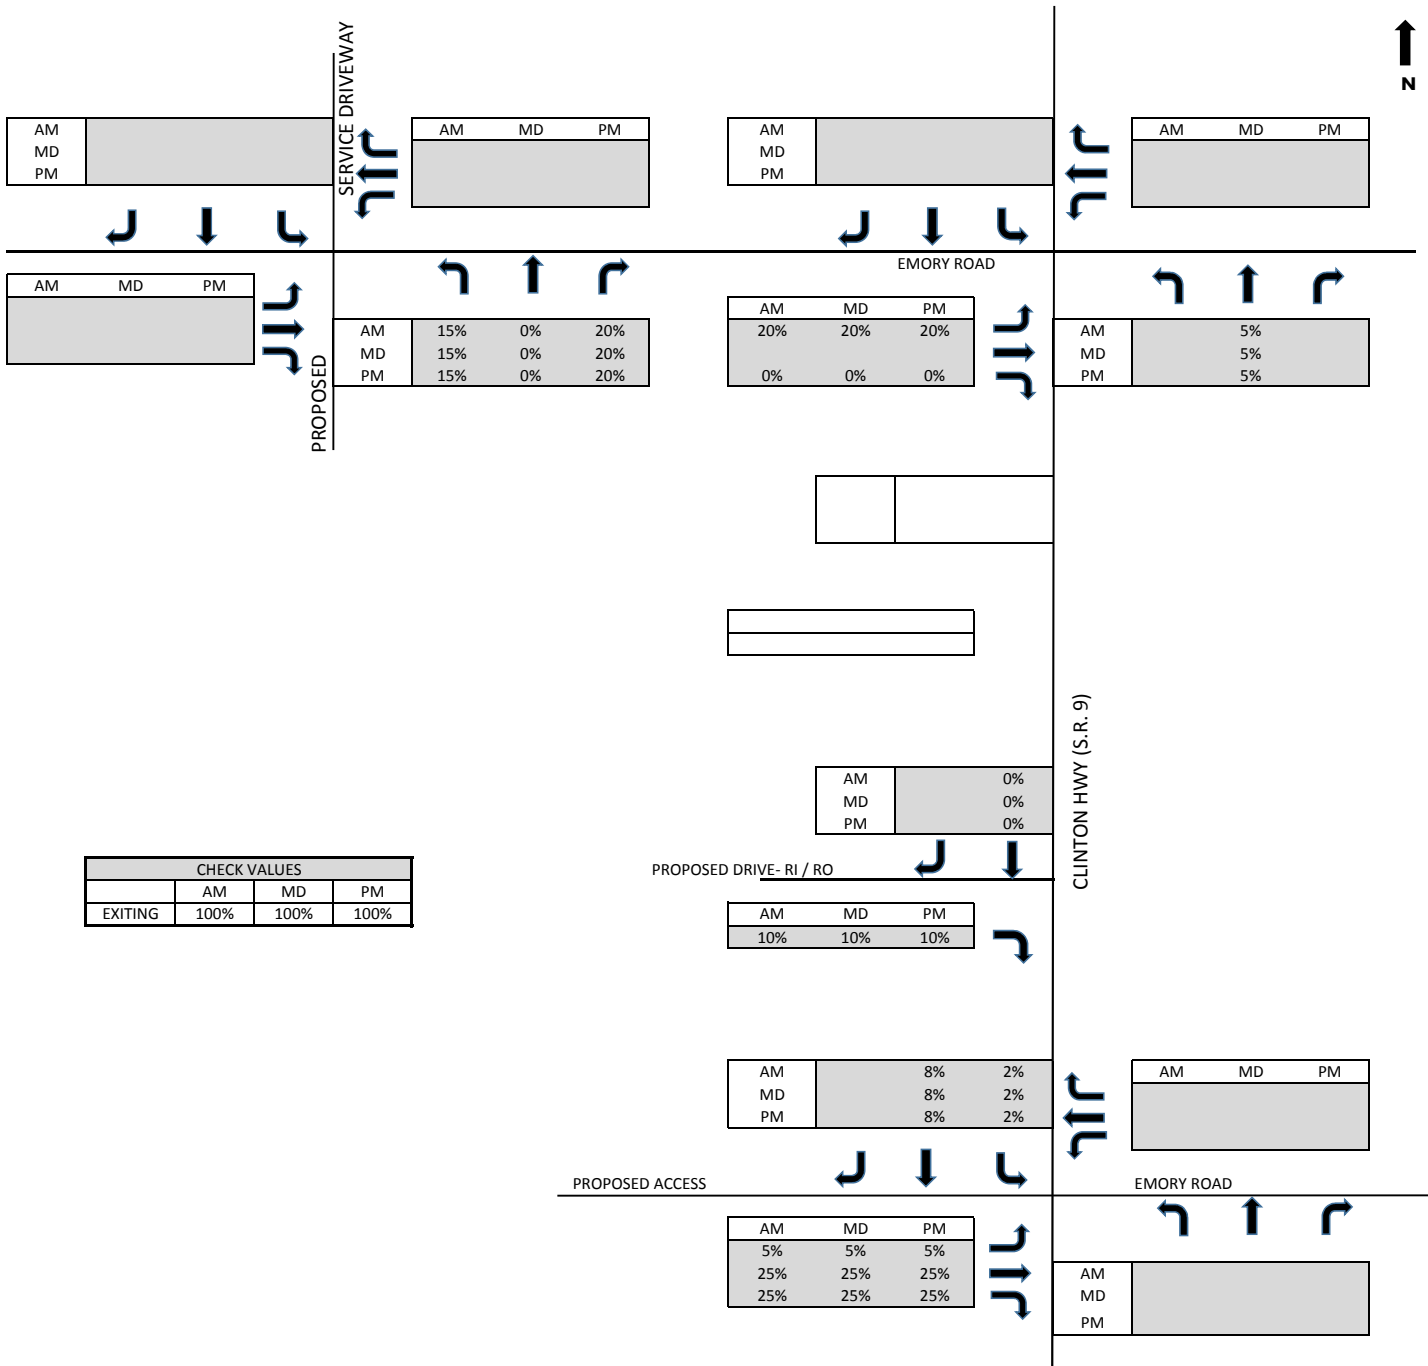 SERVICE DRIVEWAY
N
AM
MD
PM
AM MD PM
AM
MD
PM
AM MD PM
EMORY ROAD
AM MD PM
PROPOSED
AM 15% 0% 20%
MD 15% 0% 20%
PM 15% 0% 20%
AM MD PM
20% 20% 20%
0% 0% 0%
AM 5%
MD 5%
PM 5%
CLINTON HWY (S.R. 9)
AM 0%
MD 0%
PM 0%
PROPOSED DRIVE- RI / RO
CHECK VALUES
AM MD PM
EXITING 100% 100% 100%
AM MD PM
10% 10% 10%
AM 8% 2%
MD 8% 2%
PM 8% 2%
AM MD PM
PROPOSED ACCESS
EMORY ROAD
AM MD PM
5% 5% 5%
25% 25% 25%
25% 25% 25%
AM
MD
PM